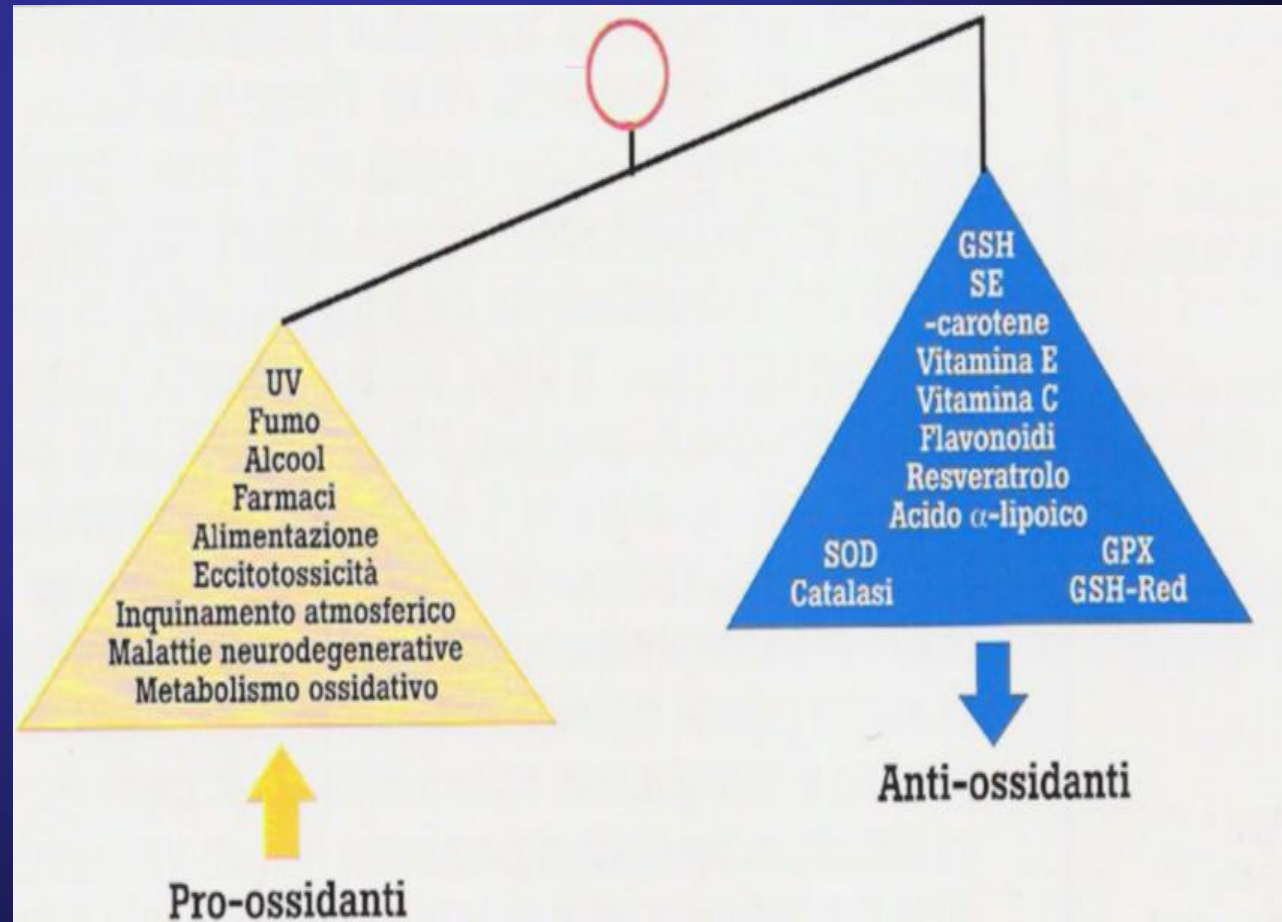 UV
Fumo
Alcool
Farmaci
Alimentazione
Eccitotossicità
Inquinamento atmosferico
Malattie neurodegenerative
Metabolismo ossidativo
Pro-ossidanti
GSH
SE
-carotene
Vitamina E
Vitamina C
Flavonoidi
Resveratrolo
Acido α-lipoico
SOD GPX
Catalasi GSH-Red
Anti-ossidanti